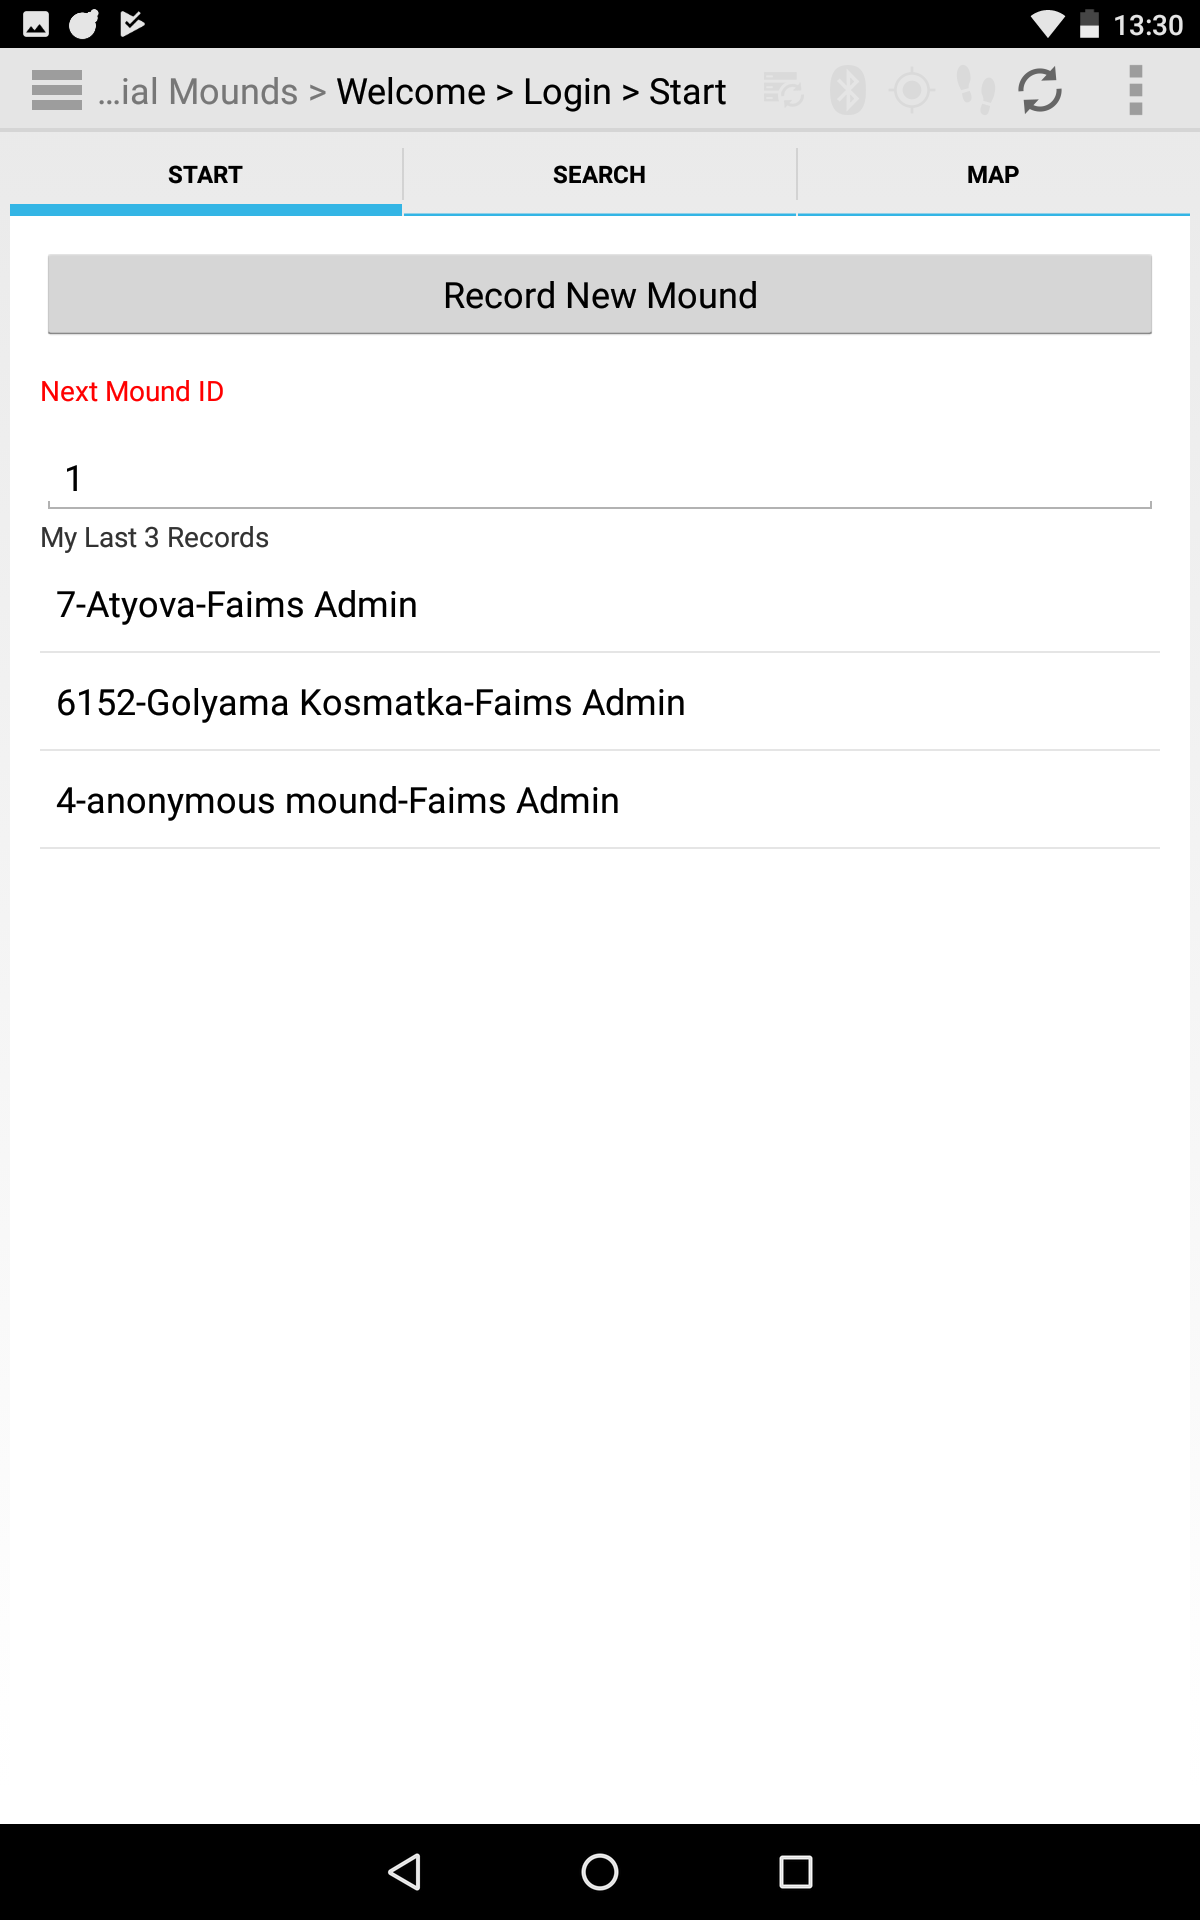 13:30
...ial Mounds > Welcome > Login > Start
START
SEARCH
MAP
Record New Mound
Next Mound ID
1
My Last 3 Records
7-Atyova-Faims Admin
6152-Golyama Kosmatka-Faims Admin
4-anonymous mound-Faims Admin